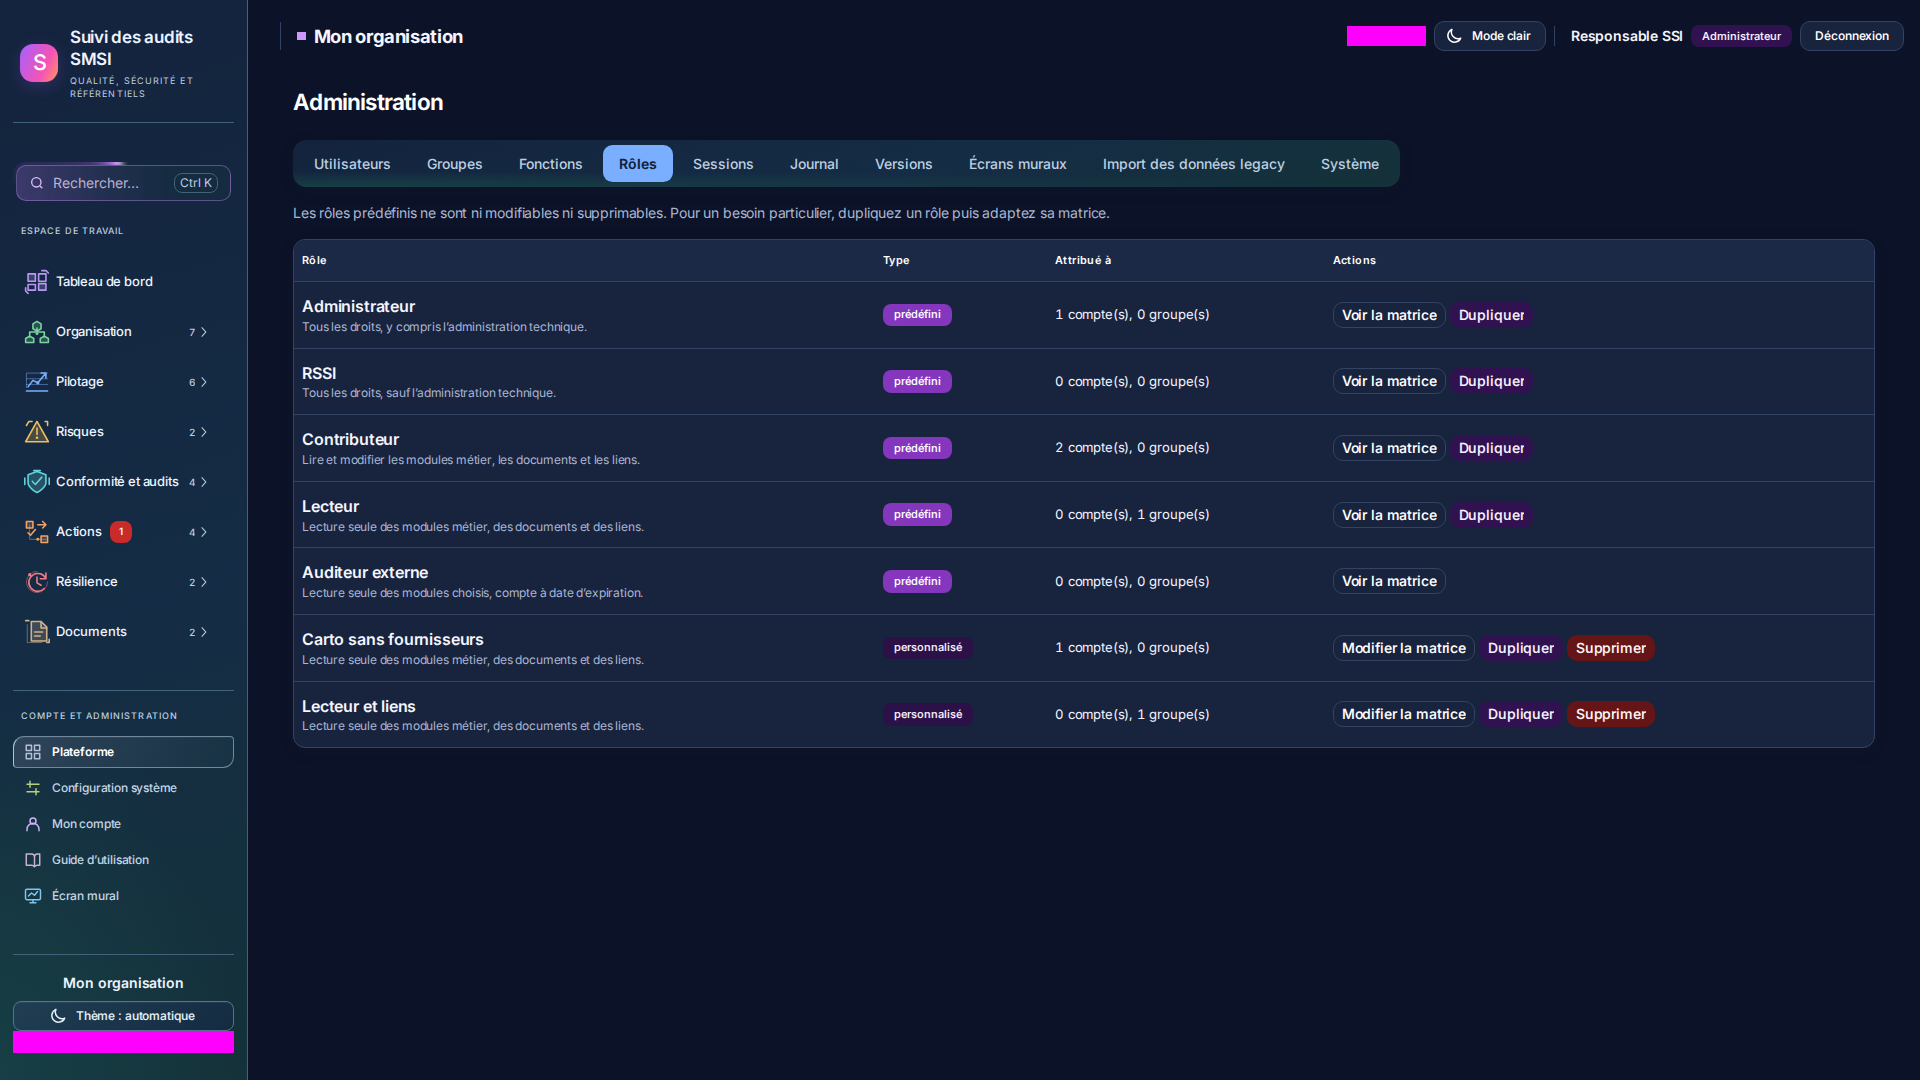 S
Suivi des audits
SMSI
QUALITÉ, SÉCURITÉ ET
RÉFÉRENTIELS
Rechercher... Ctrl K
ESPACE DE TRAVAIL
Tableau de bord
Organisation 7
Pilotage 6
Risques 2
Conformité et audits 4
Actions 1 4
Résilience 2
Documents 2
COMPTE ET ADMINISTRATION
Plateforme
Configuration système
Mon compte
Guide d'utilisation
Écran mural
Mon organisation
Thème : automatique
Mon organisation
Mode clair
Responsable SSI
Administrateur
Déconnexion
Administration
Utilisateurs Groupes Fonctions Rôles Sessions Journal Versions Écrans muraux Import des données legacy Système
Les rôles prédéfinis ne sont ni modifiables ni supprimables. Pour un besoin particulier, dupliquez un rôle puis adaptez sa matrice.
Rôle Type Attribué à Actions
Administrateur
Tous les droits, y compris l'administration technique.
prédéfini 1 compte(s), 0 groupe(s) Voir la matrice Dupliquer
RSSI
Tous les droits, sauf l'administration technique.
prédéfini 0 compte(s), 0 groupe(s) Voir la matrice Dupliquer
Contributeur
Lire et modifier les modules métier, les documents et les liens.
prédéfini 2 compte(s), 0 groupe(s) Voir la matrice Dupliquer
Lecteur
Lecture seule des modules métier, des documents et des liens.
prédéfini 0 compte(s), 1 groupe(s) Voir la matrice Dupliquer
Auditeur externe
Lecture seule des modules choisis, compte à date d'expiration.
prédéfini 0 compte(s), 0 groupe(s) Voir la matrice
Carto sans fournisseurs
Lecture seule des modules métier, des documents et des liens.
personnalisé 1 compte(s), 0 groupe(s) Modifier la matrice Dupliquer Supprimer
Lecteur et liens
Lecture seule des modules métier, des documents et des liens.
personnalisé 0 compte(s), 1 groupe(s) Modifier la matrice Dupliquer Supprimer